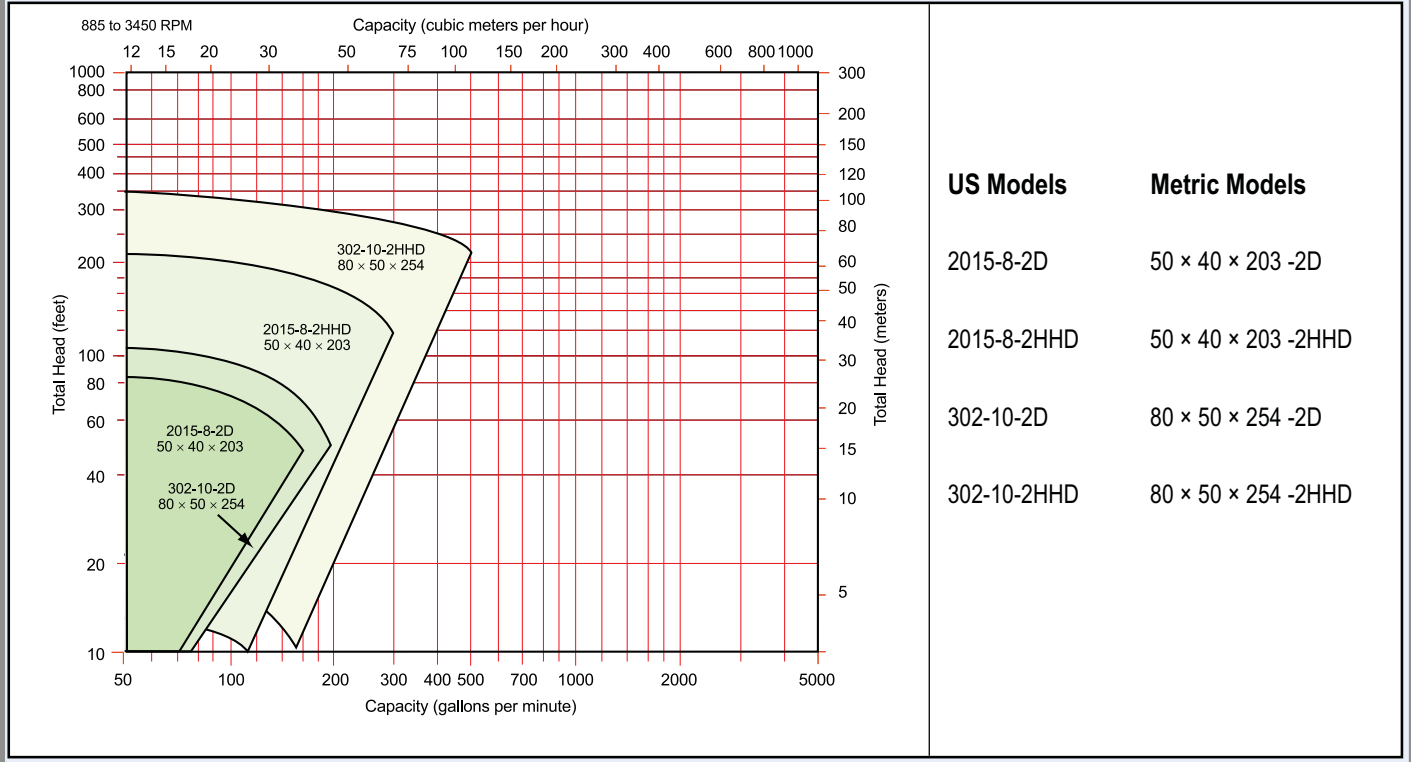 885 to 3450 RPM
Capacity (cubic meters per hour)
12 15 20 30 50 75 100 150 200 300 400 600 800 1000
1000
800
600
500
400
300
200
100
80
60
40
20
10
Total Head (feet)
300
200
150
120
100
80
60
50
40
30
20
15
10
5
Total Head (meters)
302-10-2HHD
80 × 50 × 254
2015-8-2HHD
50 × 40 × 203
2015-8-2D
50 × 40 × 203
302-10-2D
80 × 50 × 254
50 100 200 300 400 500 700 1000 2000 5000
Capacity (gallons per minute)
US Models Metric Models
2015-8-2D 50 × 40 × 203 -2D
2015-8-2HHD 50 × 40 × 203 -2HHD
302-10-2D 80 × 50 × 254 -2D
302-10-2HHD 80 × 50 × 254 -2HHD